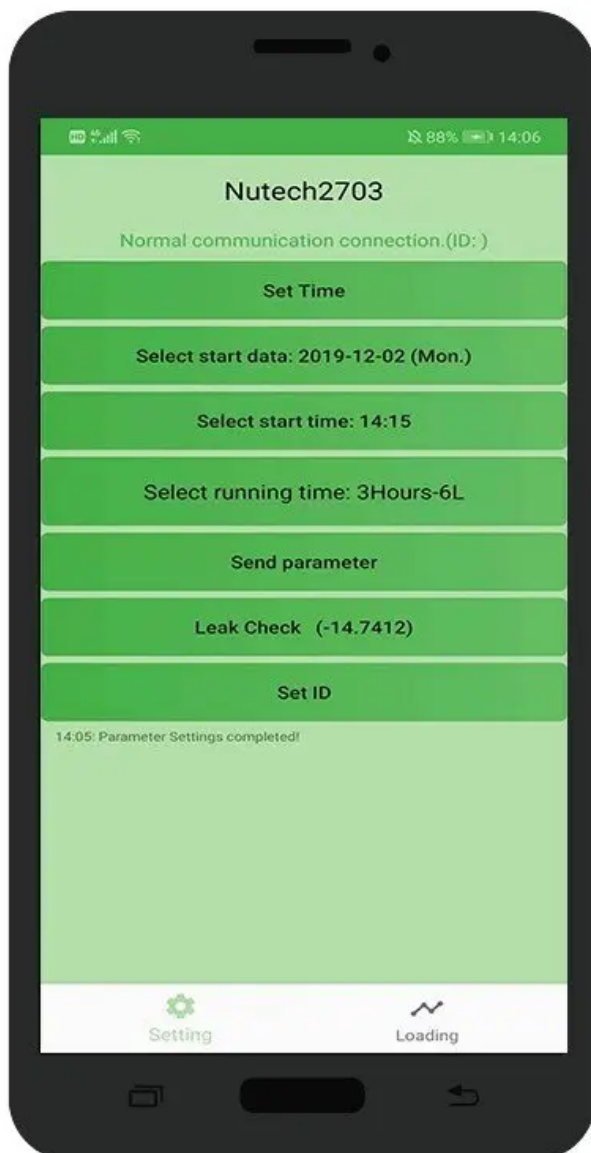 HD 4G 88% 14:06
Nutech2703
Normal communication connection.(ID: )
Set Time
Select start data: 2019-12-02 (Mon.)
Select start time: 14:15
Select running time: 3Hours-6L
Send parameter
Leak Check (-14.7412)
Set ID
14:05: Parameter Settings completed!
Setting
Loading